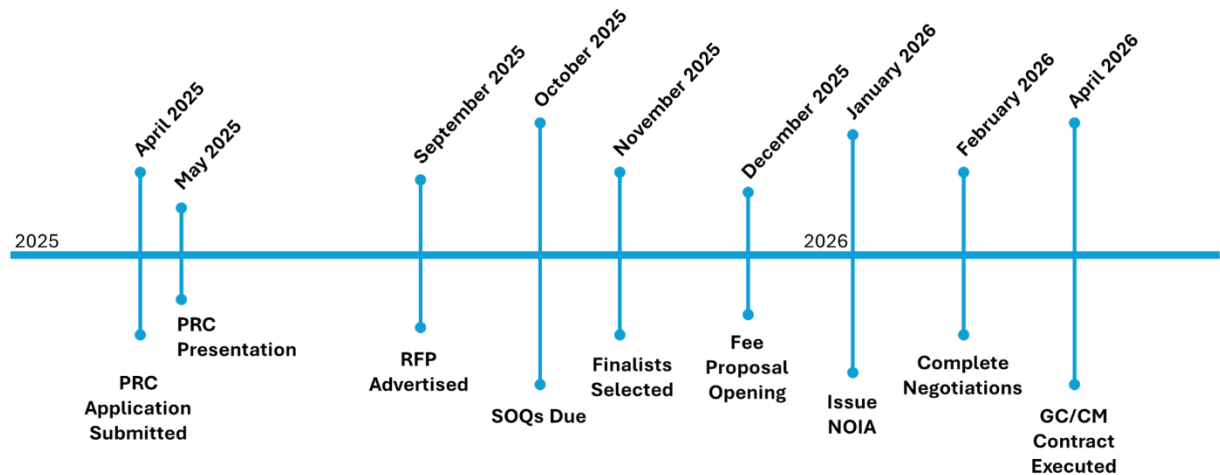 April 2025
May 2025
September 2025
October 2025
November 2025
December 2025
January 2026
February 2026
April 2026
2025
2026
PRC
Application
Submitted
PRC
Presentation
RFP
Advertised
SOQs Due
Finalists
Selected
Fee
Proposal
Opening
Issue
NOIA
Complete
Negotiations
GC/CM
Contract
Executed